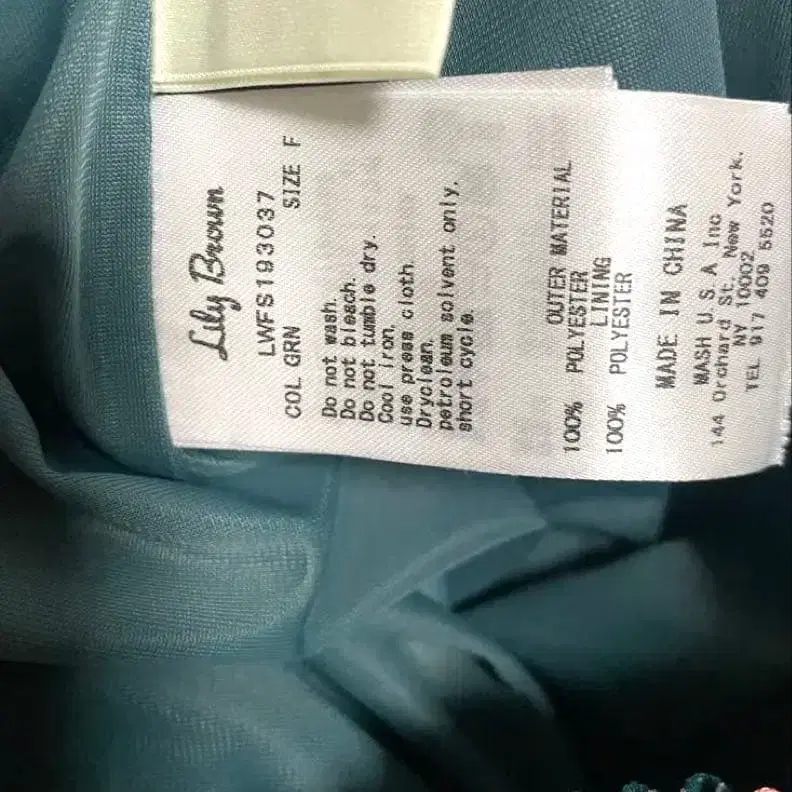 Lily Brown
LWFS193037
COL GRN SIZE F
Do not wash.
Do not bleach.
Do not tumble dry.
Cool iron.
use press cloth.
Dryclean.
petroleum solvent only.
short cycle.
OUTER MATERIAL
100% POLYESTER
LINING
100% POLYESTER
MADE IN CHINA
MASH U S A Inc
144 Orchard St. New York.
NY 10002
TEL 917 409 5520